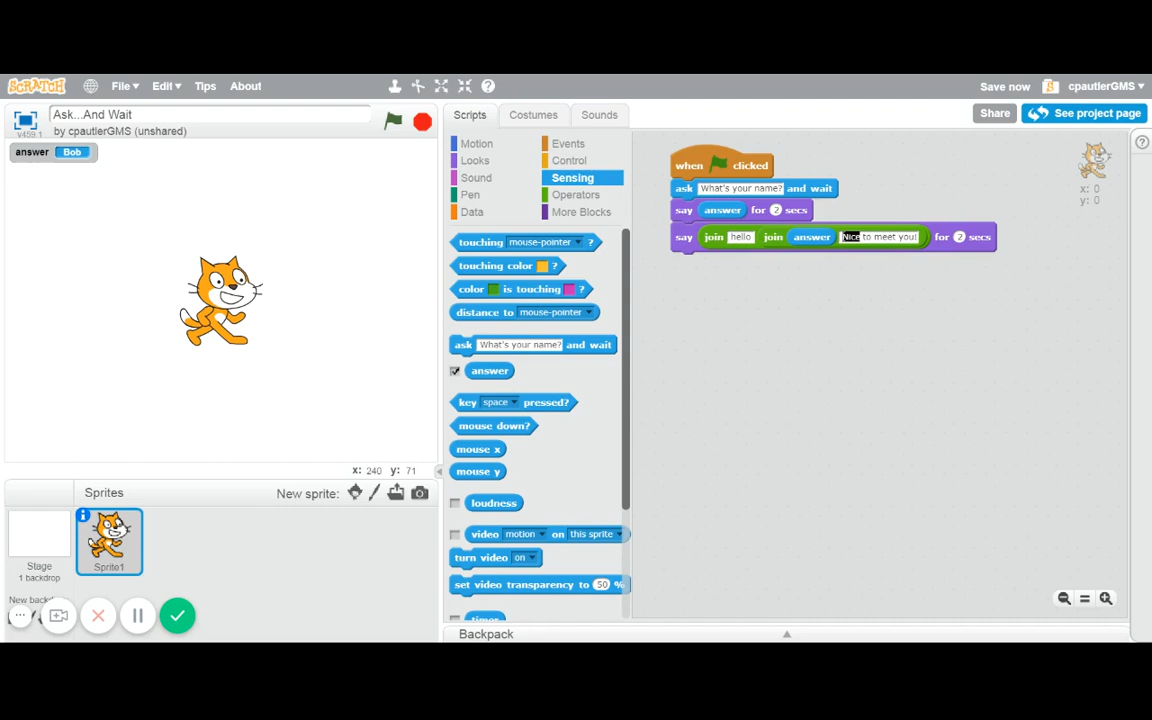 SCRATCH File Edit Tips About Save now cpautlerGMS
Ask...And Wait
by cpautlerGMS (unshared)
v459.1
answer Bob
x: 240 y: 71
Sprites New sprite:
Stage
1 backdrop
New backd
Sprite1
Scripts Costumes Sounds
Share See project page
Motion Events
Looks Control
Sound Sensing
Pen Operators
Data More Blocks
touching mouse-pointer ?
touching color ?
color is touching ?
distance to mouse-pointer
ask What's your name? and wait
answer
key space pressed?
mouse down?
mouse x
mouse y
loudness
video motion on this sprite
turn video on
set video transparency to 50 %
timer
when clicked
ask What's your name? and wait
say answer for 2 secs
say join hello join answer Nice to meet you! for 2 secs
x: 0
y: 0
Backpack